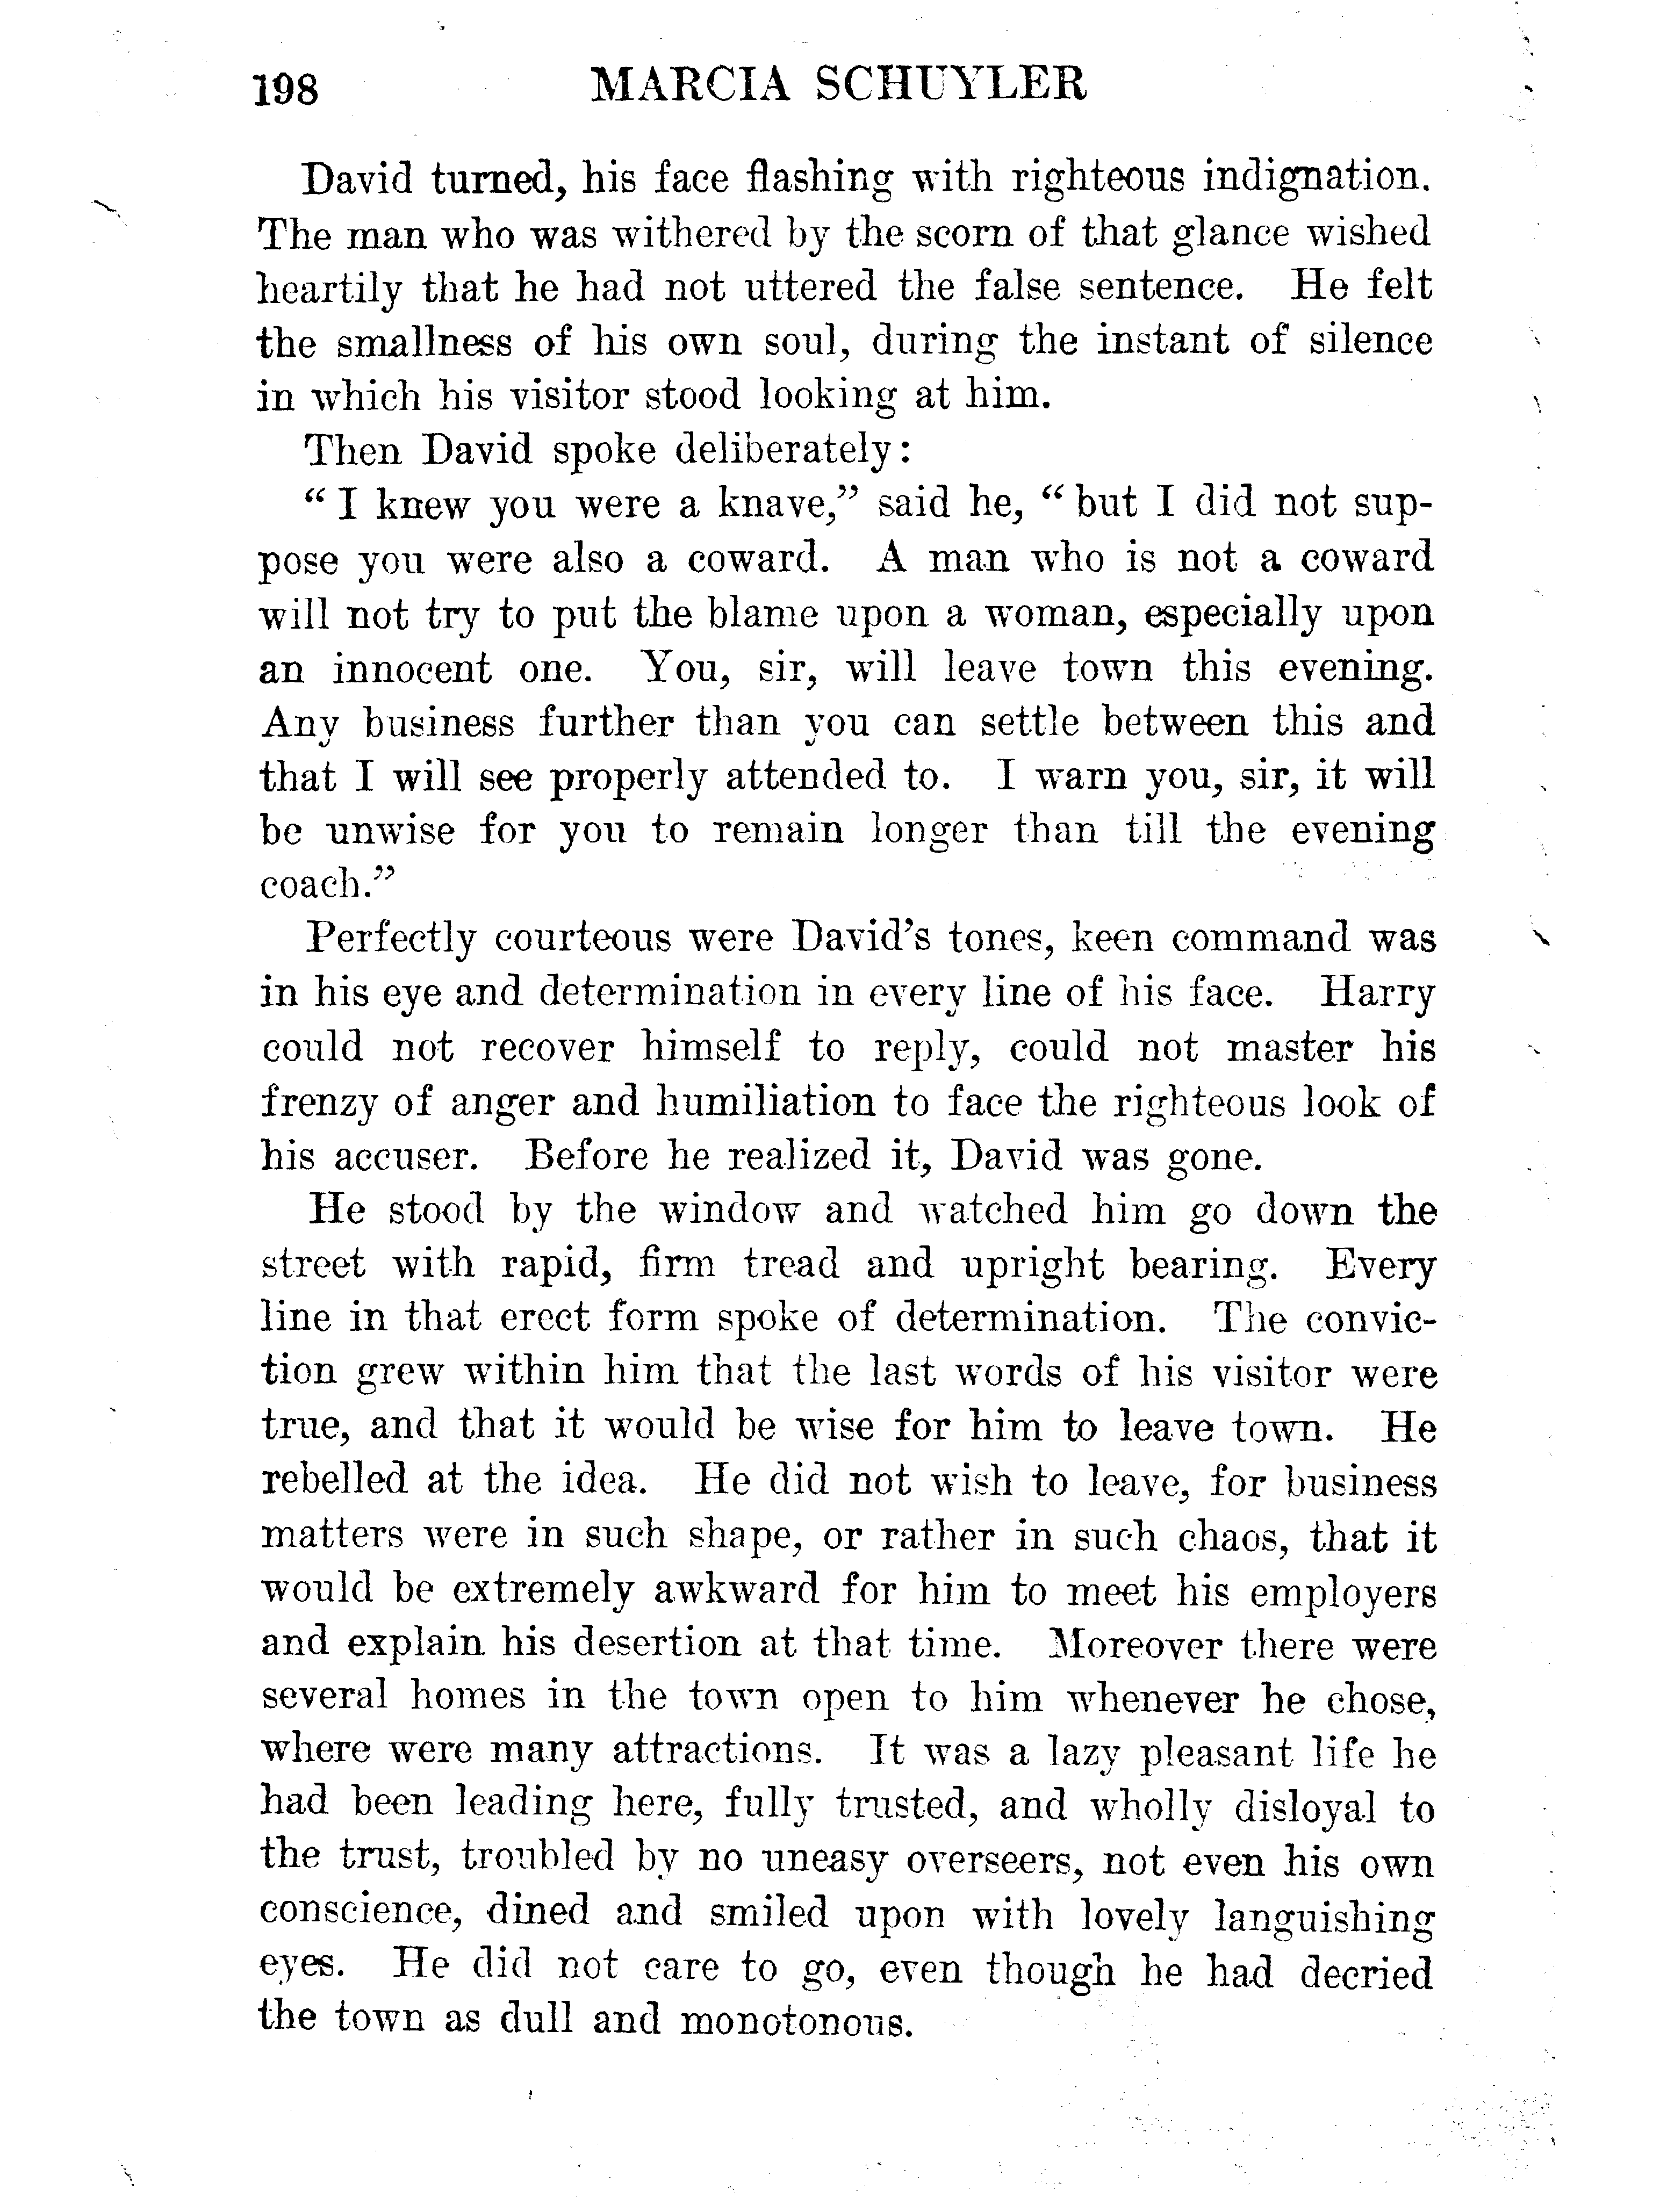 198 MARCIA SCHUYLER
David turned, his face flashing with righteous indignation.
The man who was withered by the scorn of that glance wished
heartily that he had not uttered the false sentence. He felt
the smallness of his own soul, during the instant of silence
in which his visitor stood looking at him.
Then David spoke deliberately:
“ I knew you were a knave,” said he, “ but I did not sup-
pose you were also a coward. A man who is not a coward
will not try to put the blame upon a woman, especially upon
an innocent one. You, sir, will leave town this evening.
Any business further than you can settle between this and
that I will see properly attended to. I warn you, sir, it will
be unwise for you to remain longer than till the evening
coach.”
Perfectly courteous were David’s tones, keen command was
in his eye and determination in every line of his face. Harry
could not recover himself to reply, could not master his
frenzy of anger and humiliation to face the righteous look of
his accuser. Before he realized it, David was gone.
He stood by the window and watched him go down the
street with rapid, firm tread and upright bearing. Every
line in that erect form spoke of determination. The convic-
tion grew within him that the last words of his visitor were
true, and that it would be wise for him to leave town. He
rebelled at the idea. He did not wish to leave, for business
matters were in such shape, or rather in such chaos, that it
would be extremely awkward for him to meet his employers
and explain his desertion at that time. Moreover there were
several homes in the town open to him whenever he chose,
where were many attractions. It was a lazy pleasant life he
had been leading here, fully trusted, and wholly disloyal to
the trust, troubled by no uneasy overseers, not even his own
conscience, dined and smiled upon with lovely languishing
eyes. He did not care to go, even though he had decried
the town as dull and monotonous.